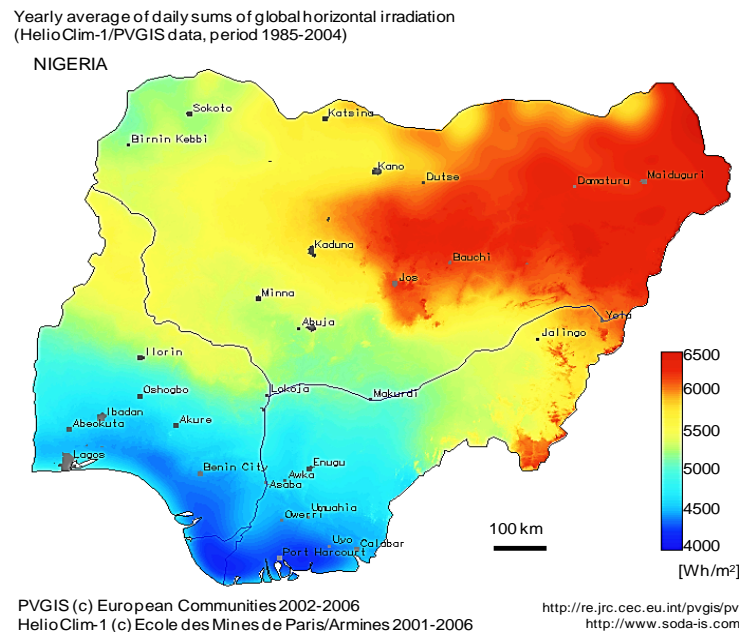 Yearly average of daily sums of global horizontal irradiation
(HelioClim-1/PVGIS data, period 1985-2004)
NIGERIA
Sokoto
Katsina
Birnin Kebbi
Kano
Dutse
Damaturu
Maiduguri
Kaduna
Bauchi
Jos
Minna
Abuja
Yola
Jalingo
Ilorin
Oshogbo
Lokoja
Makurdi
Ibadan
Abeokuta
Akure
Lagos
Benin City
Enugu
Awka
Asaba
Umuahia
Owerri
Uyo
Calabar
Port Harcourt
6500
6000
5500
5000
4500
4000
[Wh/m²]
100 km
PVGIS (c) European Communities 2002-2006
HelioClim-1 (c) Ecole des Mines de Paris/Armines 2001-2006
http://re.jrc.cec.eu.int/pvgis/pv
http://www.soda-is.com